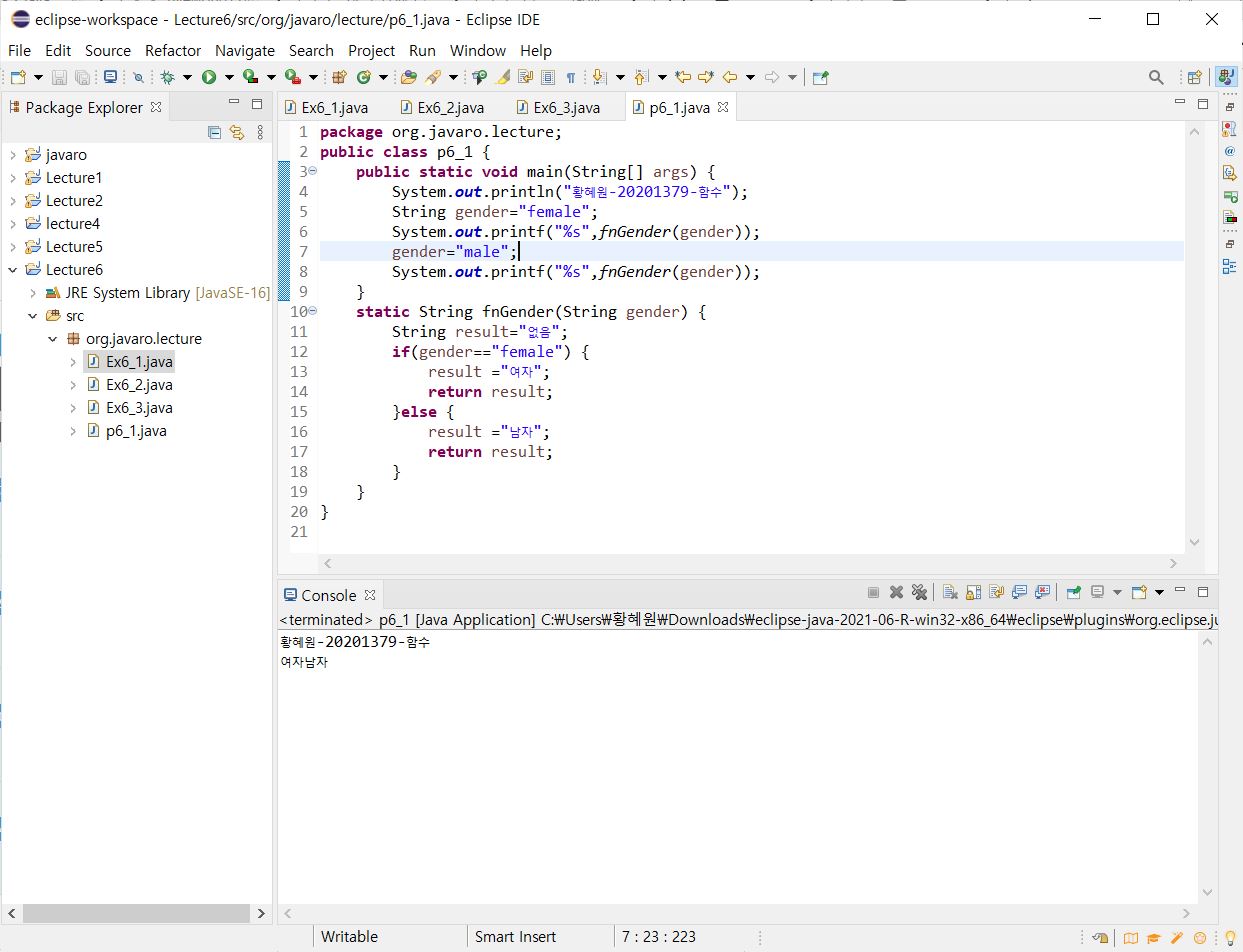 eclipse-workspace - Lecture6/src/org/javaro/lecture/p6_1.java - Eclipse IDE
File Edit Source Refactor Navigate Search Project Run Window Help
Package Explorer
Ex6_1.java Ex6_2.java Ex6_3.java p6_1.java
javaro
Lecture1
Lecture2
lecture4
Lecture5
Lecture6
JRE System Library [JavaSE-16]
src
org.javaro.lecture
Ex6_1.java
Ex6_2.java
Ex6_3.java
p6_1.java
1 package org.javaro.lecture;
2 public class p6_1 {
3 public static void main(String[] args) {
4 System.out.println("황혜원-20201379-함수");
5 String gender="female";
6 System.out.printf("%s",fnGender(gender));
7 gender="male";
8 System.out.printf("%s",fnGender(gender));
9 }
10 static String fnGender(String gender) {
11 String result="없음";
12 if(gender=="female") {
13 result ="여자";
14 return result;
15 }else {
16 result ="남자";
17 return result;
18 }
19 }
20 }
21
Console
<terminated> p6_1 [Java Application] C:₩Users₩황혜원₩Downloads₩eclipse-java-2021-06-R-win32-x86_64₩eclipse₩plugins₩org.eclipse.ju
황혜원-20201379-함수
여자남자
Writable Smart Insert 7 : 23 : 223